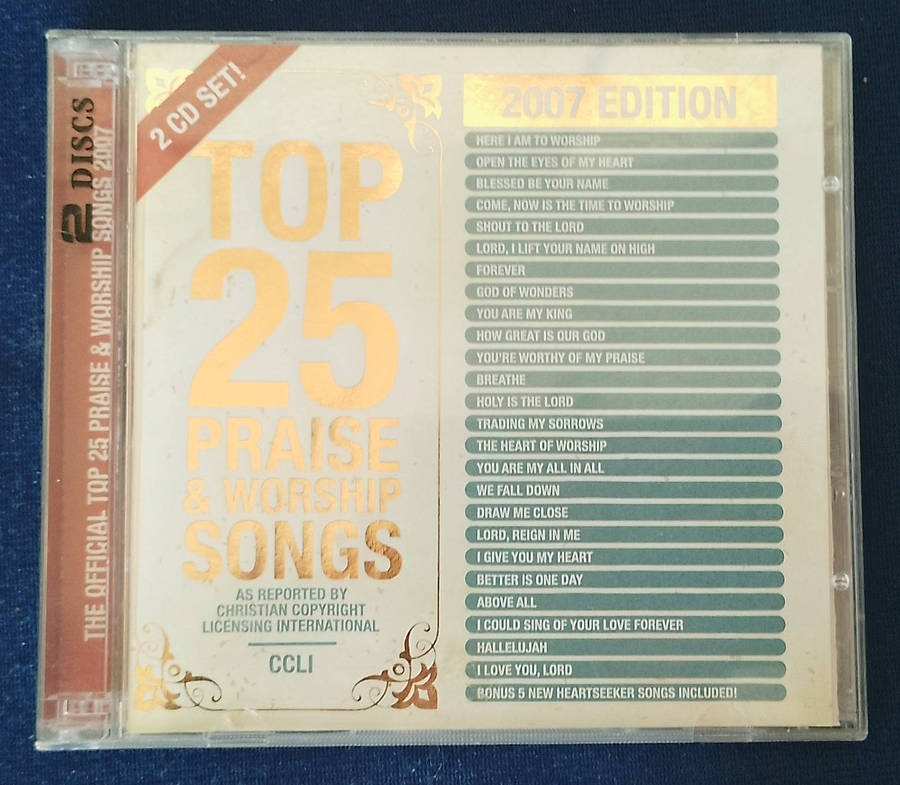 2 DISCS
THE OFFICIAL TOP 25 PRAISE & WORSHIP SONGS 2007
2 CD SET!
TOP
25
PRAISE
& WORSHIP
SONGS
AS REPORTED BY
CHRISTIAN COPYRIGHT
LICENSING INTERNATIONAL
CCLI
2007 EDITION
HERE I AM TO WORSHIP
OPEN THE EYES OF MY HEART
BLESSED BE YOUR NAME
COME, NOW IS THE TIME TO WORSHIP
SHOUT TO THE LORD
LORD, I LIFT YOUR NAME ON HIGH
FOREVER
GOD OF WONDERS
YOU ARE MY KING
HOW GREAT IS OUR GOD
YOU'RE WORTHY OF MY PRAISE
BREATHE
HOLY IS THE LORD
TRADING MY SORROWS
THE HEART OF WORSHIP
YOU ARE MY ALL IN ALL
WE FALL DOWN
DRAW ME CLOSE
LORD, REIGN IN ME
I GIVE YOU MY HEART
BETTER IS ONE DAY
ABOVE ALL
I COULD SING OF YOUR LOVE FOREVER
HALLELUJAH
I LOVE YOU, LORD
BONUS 5 NEW HEARTSEEKER SONGS INCLUDED!